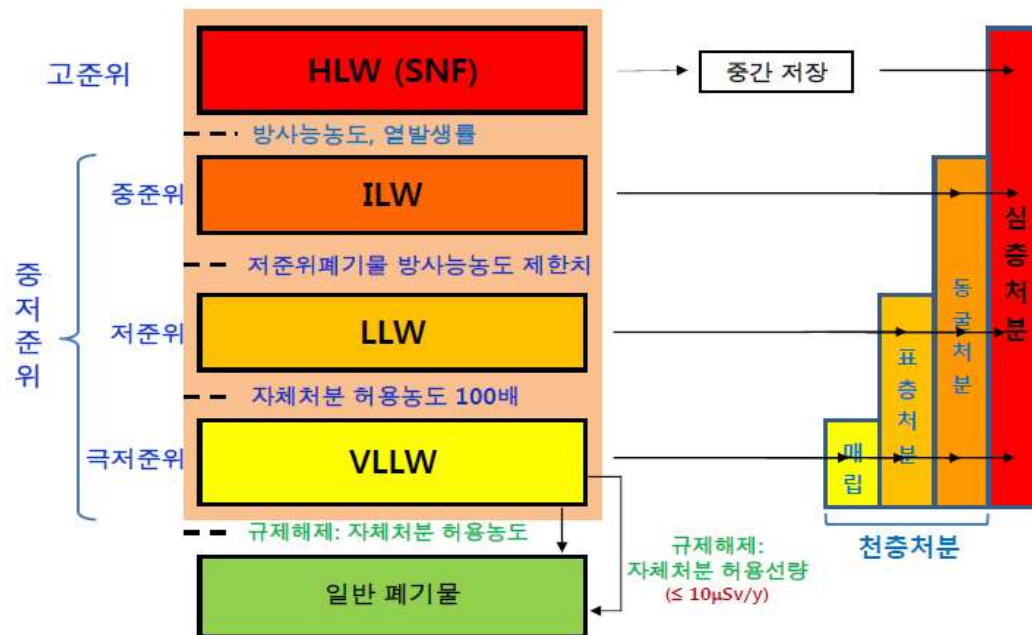 고준위
HLW (SNF)
중간 저장
방사능농도, 열발생률
중준위
ILW
저준위폐기물 방사능농도 제한치
중저준위
저준위
LLW
자체처분 허용농도 100배
극저준위
VLLW
매립
표층처분
동굴처분
심층처분
천층처분
규제해제: 자체처분 허용농도
규제해제:
자체처분 허용선량
(≤ 10μSv/y)
일반 폐기물